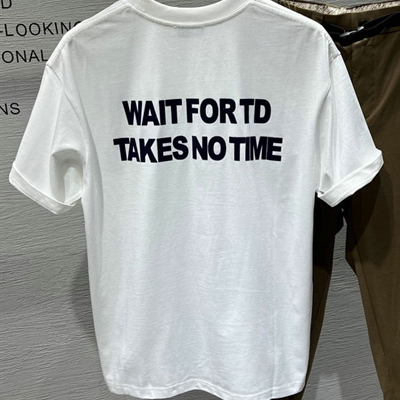 D
-LOOKING
ONAL
NS
WAIT FOR TD
TAKES NO TIME